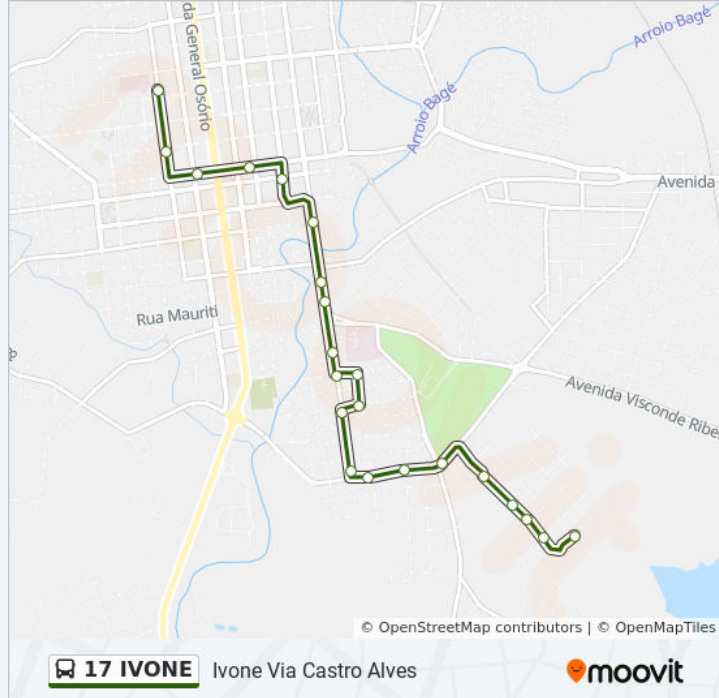 da General Osório
Arroio Bagé
Arroio Bagé
Avenida
Rua Mauriti
Avenida Visconde Ribe
© OpenStreetMap contributors | © OpenMapTiles
17 IVONE
Ivone Via Castro Alves
moovit